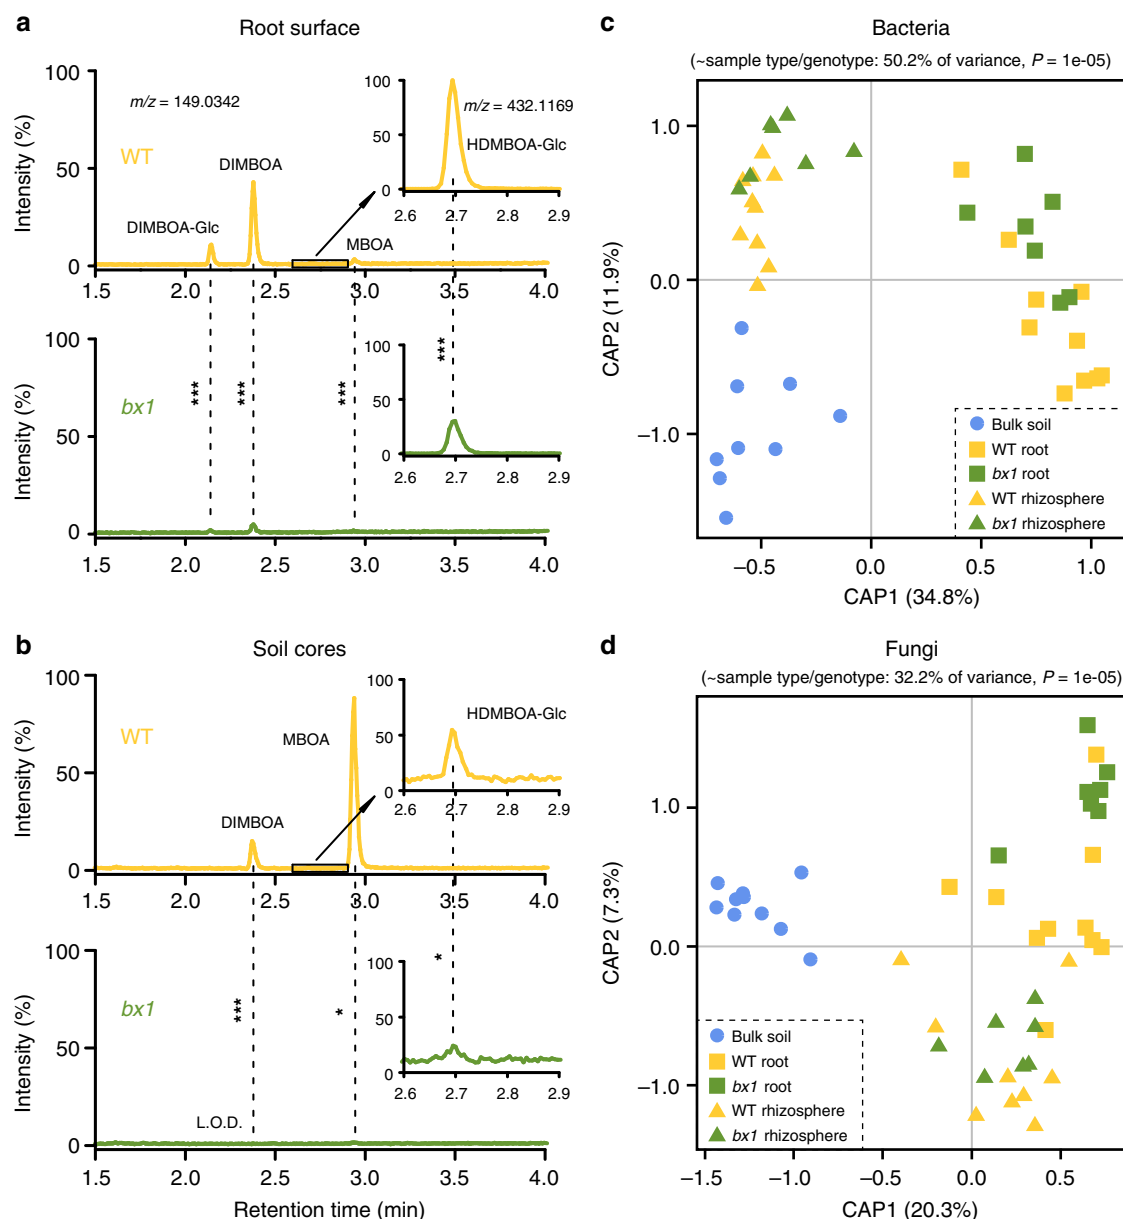 a
Root surface
Intensity (%)
100
50
0
m/z = 149.0342
WT
DIMBOA-Glc
DIMBOA
MBOA
1.5 2.0 2.5 3.0 3.5 4.0
100
50
0
m/z = 432.1169
HDMBOA-Glc
2.6 2.7 2.8 2.9
Intensity (%)
100
50
0
bx1
*** *** *** ***
100
50
0
2.6 2.7 2.8 2.9
1.5 2.0 2.5 3.0 3.5 4.0
b
Soil cores
Intensity (%)
100
50
0
WT
DIMBOA
MBOA
100
50
0
HDMBOA-Glc
2.6 2.7 2.8 2.9
1.5 2.0 2.5 3.0 3.5 4.0
Intensity (%)
100
50
0
bx1
*** * *
L.O.D.
100
50
0
2.6 2.7 2.8 2.9
1.5 2.0 2.5 3.0 3.5 4.0
Retention time (min)
c
Bacteria
(~sample type/genotype: 50.2% of variance, P = 1e-05)
CAP2 (11.9%)
1.0
0.0
−1.0
Bulk soil
WT root
bx1 root
WT rhizosphere
bx1 rhizosphere
−0.5 0.0 0.5 1.0
CAP1 (34.8%)
d
Fungi
(~sample type/genotype: 32.2% of variance, P = 1e-05)
CAP2 (7.3%)
1.0
0.0
−1.0
Bulk soil
WT root
bx1 root
WT rhizosphere
bx1 rhizosphere
−1.5 −1.0 −0.5 0.0 0.5
CAP1 (20.3%)